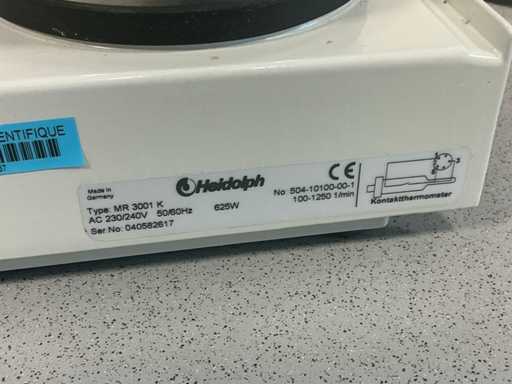 ENTIFIQUE
Made in
Germany
Heidolph
Type: MR 3001 K
AC 230/240V 50/60Hz 625W
Ser No: 040582617
CE
No 504-10100-00-1
100-1250 1/min
Kontaktthermometer